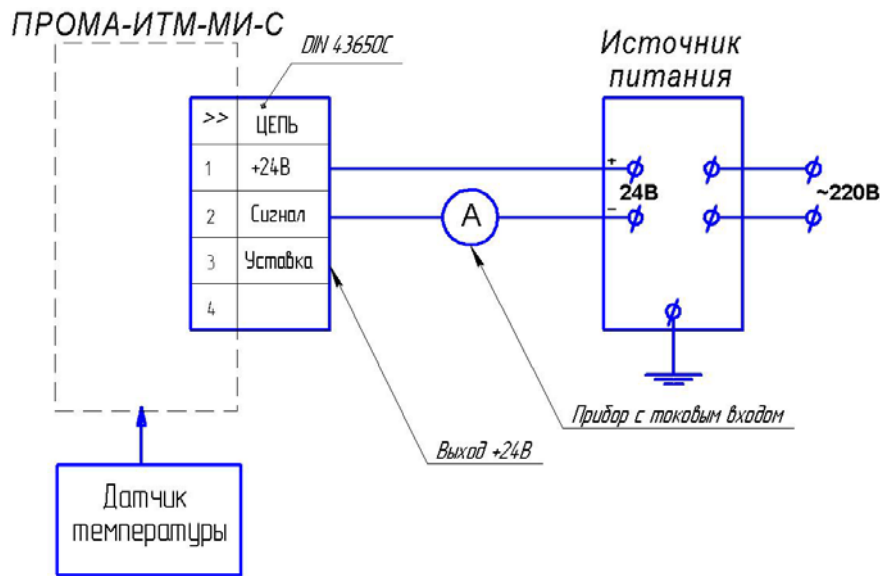 ПРОМА-ИТМ-МИ-С
DIN 43650C
Источник
питания
>> ЦЕПЬ
1 +24В
2 Сигнал
3 Уставка
4
А
+
24В
−
~220В
Прибор с токовым входом
Выход +24В
Датчик
температуры